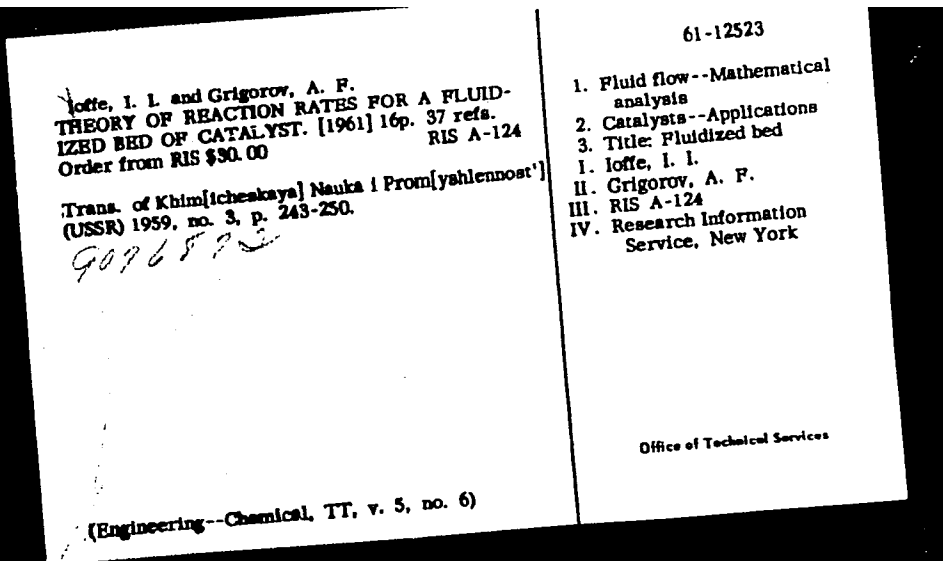 Ioffe, I. I. and Grigorov, A. F.
THEORY OF REACTION RATES FOR A FLUID-
IZED BED OF CATALYST. [1961] 16p. 37 refs.
Order from RIS $30.00 RIS A-124
Trans. of Khim[icheskaya] Nauka i Prom[yshlennost']
(USSR) 1959, no. 3, p. 243-250.
9096872
(Engineering--Chemical, TT, v. 5, no. 6)
61-12523
1. Fluid flow--Mathematical
analysis
2. Catalysts--Applications
3. Title: Fluidized bed
I. Ioffe, I. I.
II. Grigorov, A. F.
III. RIS A-124
IV. Research Information
Service, New York
Office of Technical Services